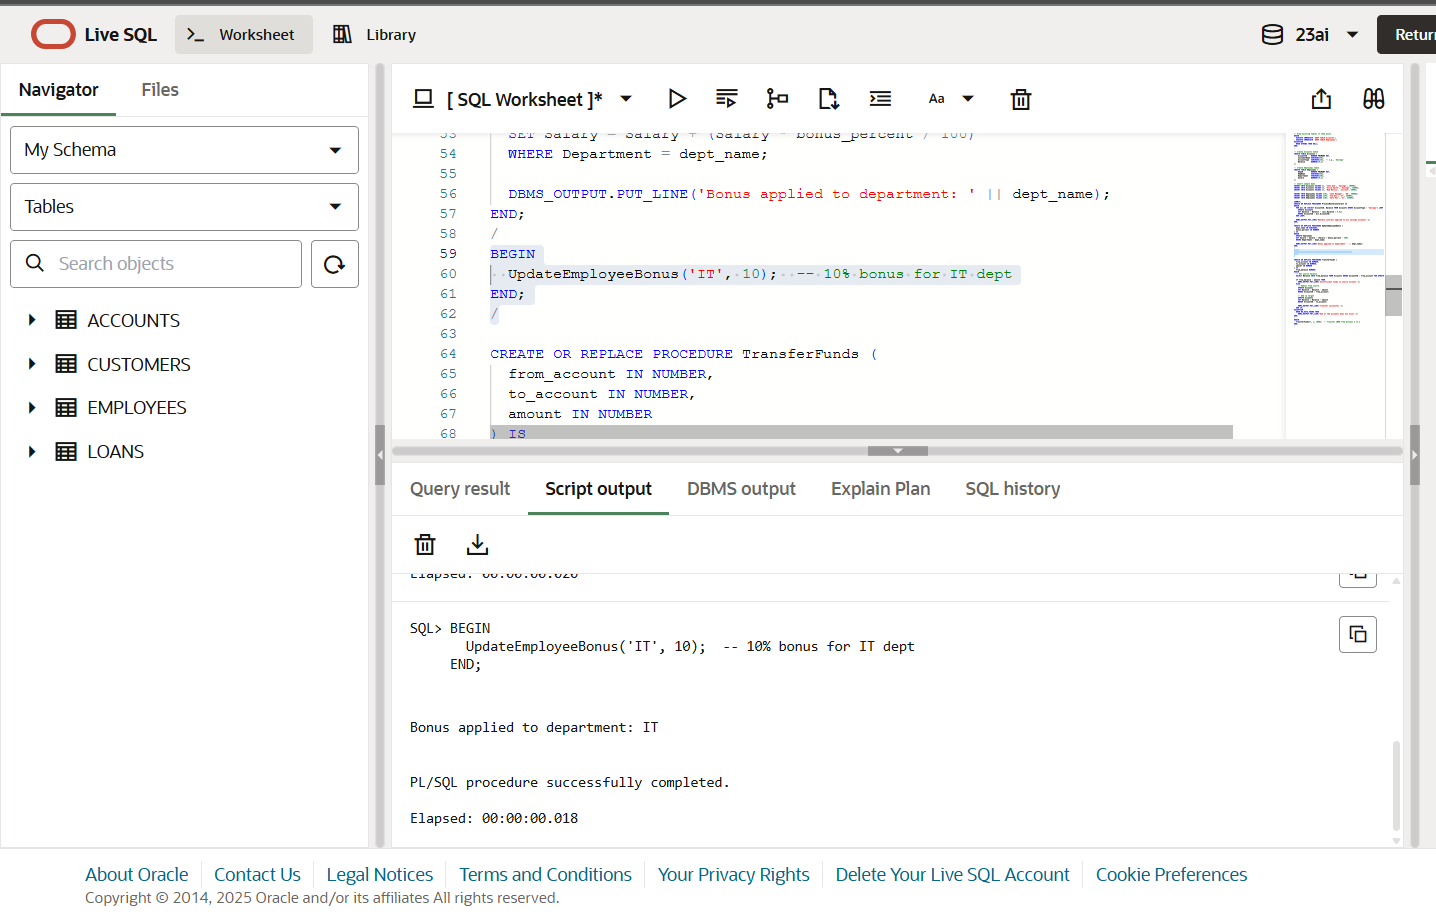 Live SQL
Worksheet
Library
23ai
Return
Navigator
Files
[ SQL Worksheet ]*
Aa
My Schema
Tables
Search objects
ACCOUNTS
CUSTOMERS
EMPLOYEES
LOANS
53 SET Salary = Salary + (Salary * bonus_percent / 100)
54 WHERE Department = dept_name;
55
56 DBMS_OUTPUT.PUT_LINE('Bonus applied to department: ' || dept_name);
57 END;
58 /
59 BEGIN
60 UpdateEmployeeBonus('IT', 10); -- 10% bonus for IT dept
61 END;
62 /
63
64 CREATE OR REPLACE PROCEDURE TransferFunds (
65 from_account IN NUMBER,
66 to_account IN NUMBER,
67 amount IN NUMBER
68 ) IS
Query result
Script output
DBMS output
Explain Plan
SQL history
Elapsed: 00:00:00.020
SQL> BEGIN
UpdateEmployeeBonus('IT', 10); -- 10% bonus for IT dept
END;
Bonus applied to department: IT
PL/SQL procedure successfully completed.
Elapsed: 00:00:00.018
About Oracle
Contact Us
Legal Notices
Terms and Conditions
Your Privacy Rights
Delete Your Live SQL Account
Cookie Preferences
Copyright © 2014, 2025 Oracle and/or its affiliates All rights reserved.